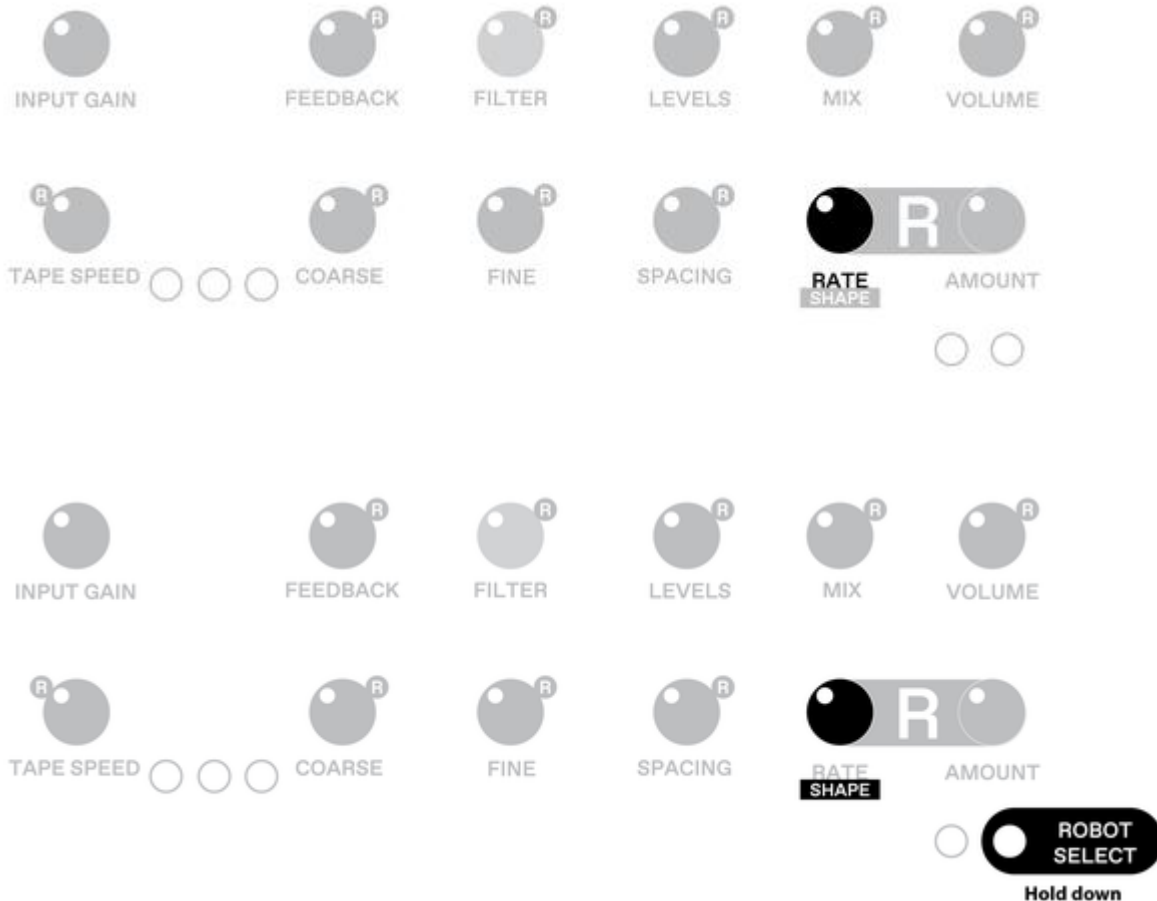 R R R R R
INPUT GAIN FEEDBACK FILTER LEVELS MIX VOLUME
R R R R R
TAPE SPEED COARSE FINE SPACING RATE AMOUNT
SHAPE
R R R R R
INPUT GAIN FEEDBACK FILTER LEVELS MIX VOLUME
R R R R R
TAPE SPEED COARSE FINE SPACING RATE AMOUNT
SHAPE
ROBOT
SELECT
Hold down